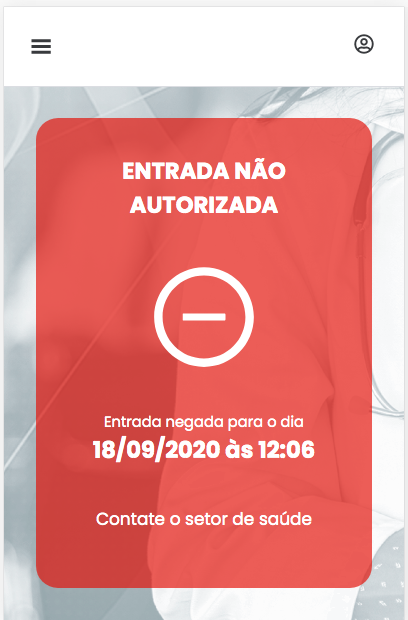 ENTRADA NÃO
AUTORIZADA
Entrada negada para o dia
18/09/2020 às 12:06
Contate o setor de saúde